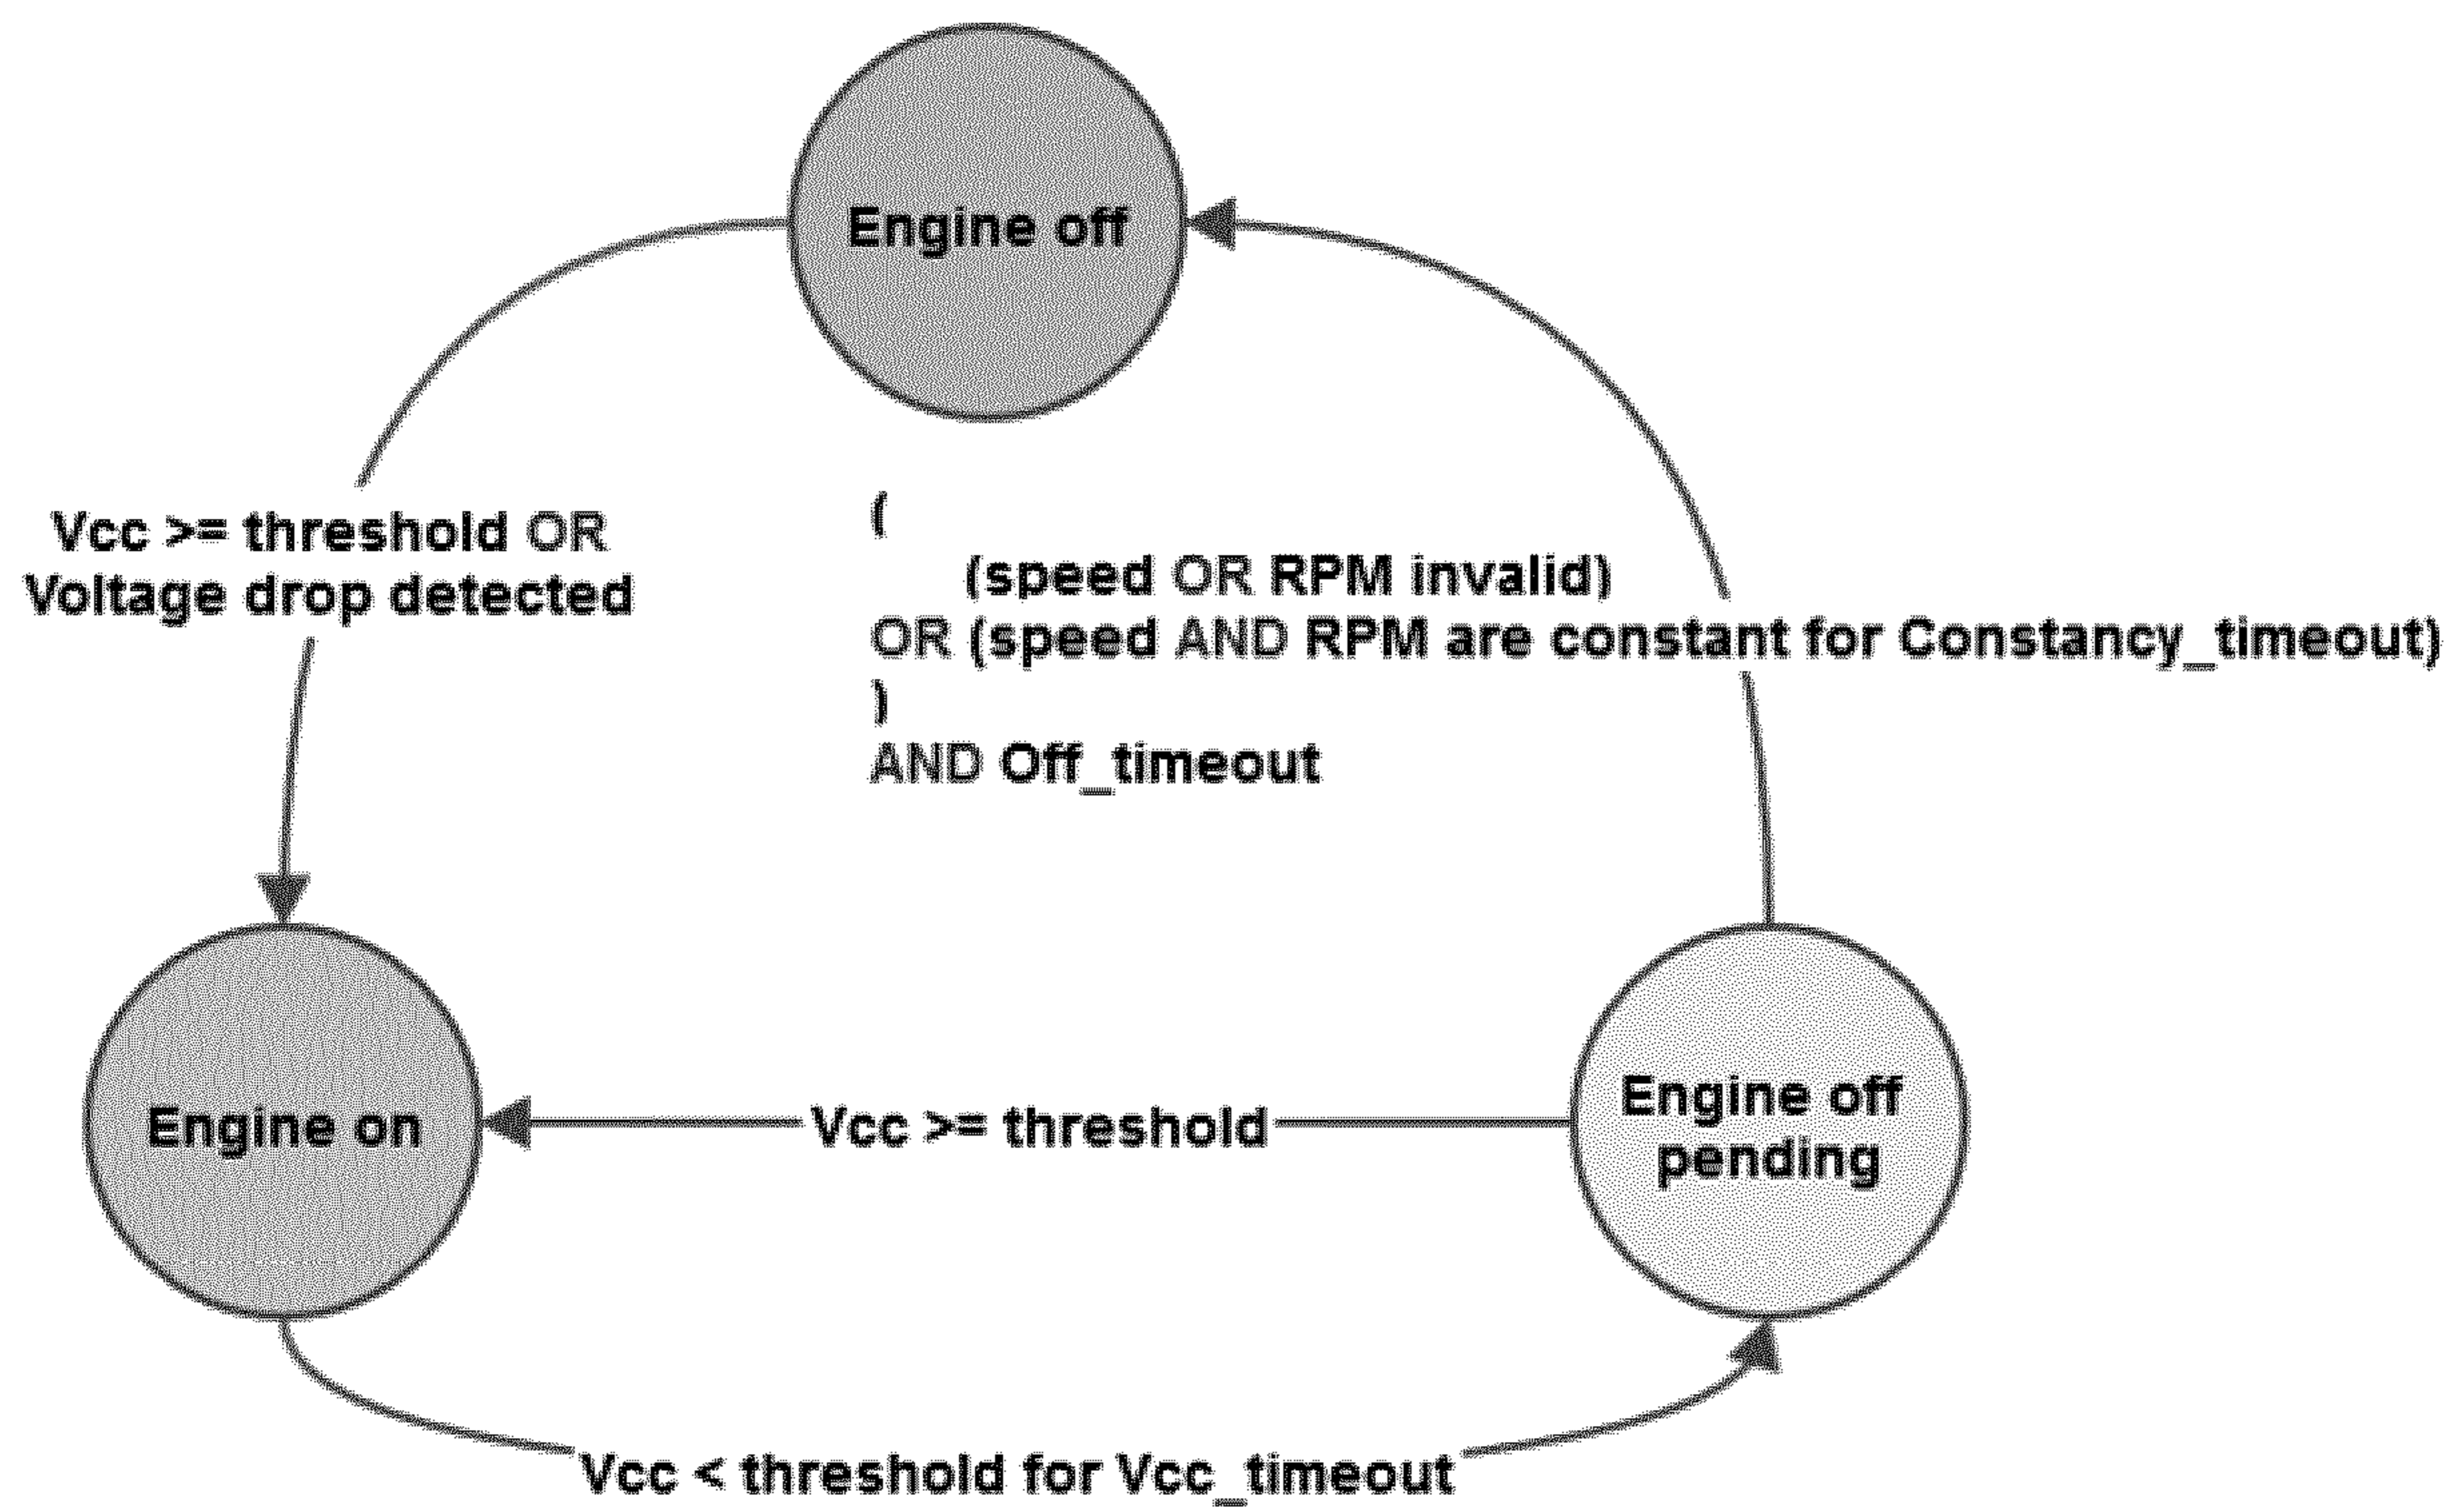 Engine off
Vcc >= threshold OR
Voltage drop detected
(
(speed OR RPM invalid)
OR (speed AND RPM are constant for Constancy_timeout)
)
AND Off_timeout
Engine on
Vcc >= threshold
Engine off
pending
Vcc < threshold for Vcc_timeout